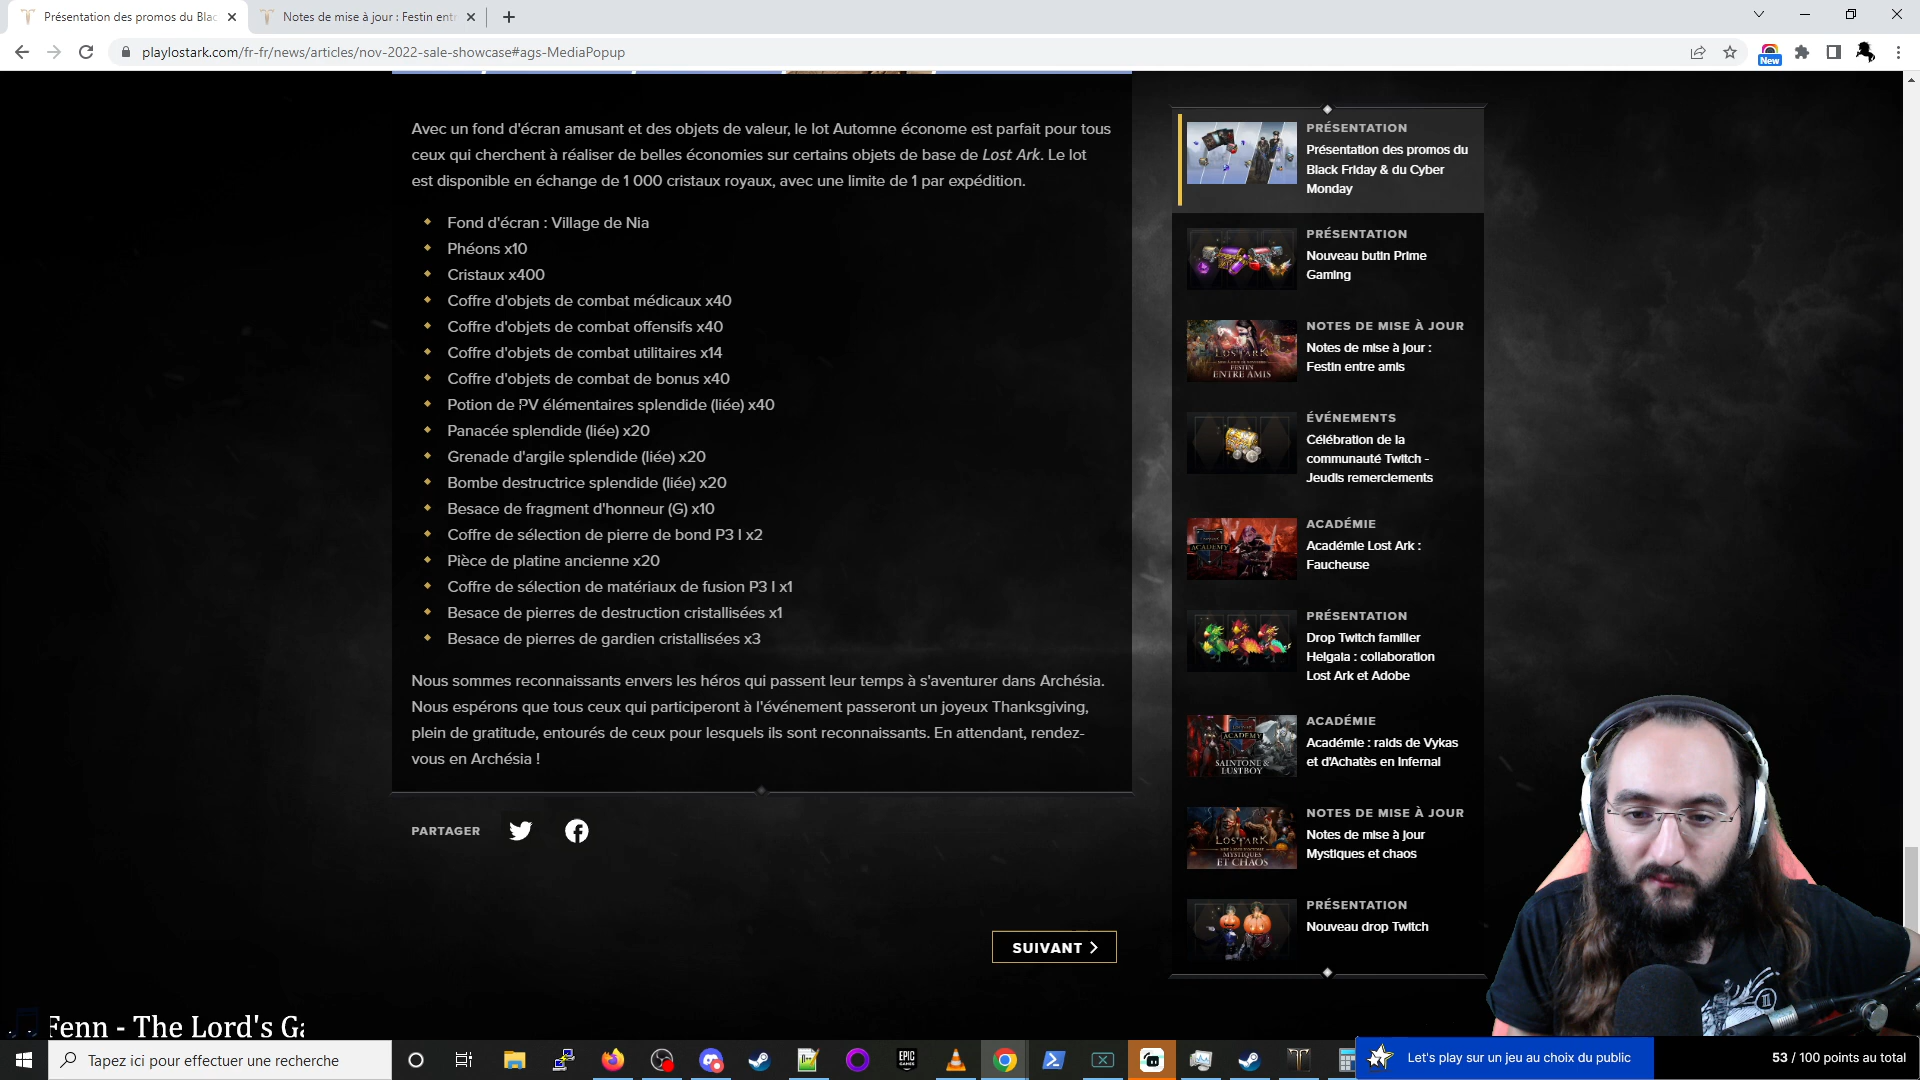 Présentation des promos du Blac
Notes de mise à jour : Festin entr
playlostark.com/fr-fr/news/articles/nov-2022-sale-showcase#ags-MediaPopup
New
Avec un fond d'écran amusant et des objets de valeur, le lot Automne économe est parfait pour tous
ceux qui cherchent à réaliser de belles économies sur certains objets de base de Lost Ark. Le lot
est disponible en échange de 1 000 cristaux royaux, avec une limite de 1 par expédition.
Fond d'écran : Village de Nia
Phéons x10
Cristaux x400
Coffre d'objets de combat médicaux x40
Coffre d'objets de combat offensifs x40
Coffre d'objets de combat utilitaires x14
Coffre d'objets de combat de bonus x40
Potion de PV élémentaires splendide (liée) x40
Panacée splendide (liée) x20
Grenade d'argile splendide (liée) x20
Bombe destructrice splendide (liée) x20
Besace de fragment d'honneur (G) x10
Coffre de sélection de pierre de bond P3 I x2
Pièce de platine ancienne x20
Coffre de sélection de matériaux de fusion P3 I x1
Besace de pierres de destruction cristallisées x1
Besace de pierres de gardien cristallisées x3
Nous sommes reconnaissants envers les héros qui passent leur temps à s'aventurer dans Archésia.
Nous espérons que tous ceux qui participeront à l'événement passeront un joyeux Thanksgiving,
plein de gratitude, entourés de ceux pour lesquels ils sont reconnaissants. En attendant, rendez-
vous en Archésia !
PARTAGER
SUIVANT
PRÉSENTATION
Présentation des promos du
Black Friday & du Cyber
Monday
PRÉSENTATION
Nouveau butin Prime
Gaming
LOST ARK
FESTIN
ENTRE AMIS
NOTES DE MISE À JOUR
Notes de mise à jour :
Festin entre amis
ÉVÉNEMENTS
Célébration de la
communauté Twitch -
Jeudis remerciements
ACADEMY
ACADÉMIE
Académie Lost Ark :
Faucheuse
PRÉSENTATION
Drop Twitch familier
Helgaia : collaboration
Lost Ark et Adobe
ACADEMY
SAINTONE &
LUSTBOY
ACADÉMIE
Académie : raids de Vykas
et d'Achatès en Infernal
LOST ARK
MYSTIQUES
ET CHAOS
NOTES DE MISE À JOUR
Notes de mise à jour
Mystiques et chaos
PRÉSENTATION
Nouveau drop Twitch
Fenn - The Lord's Ga
Tapez ici pour effectuer une recherche
EPIC
GAMES
Let's play sur un jeu au choix du public
53 / 100 points au total